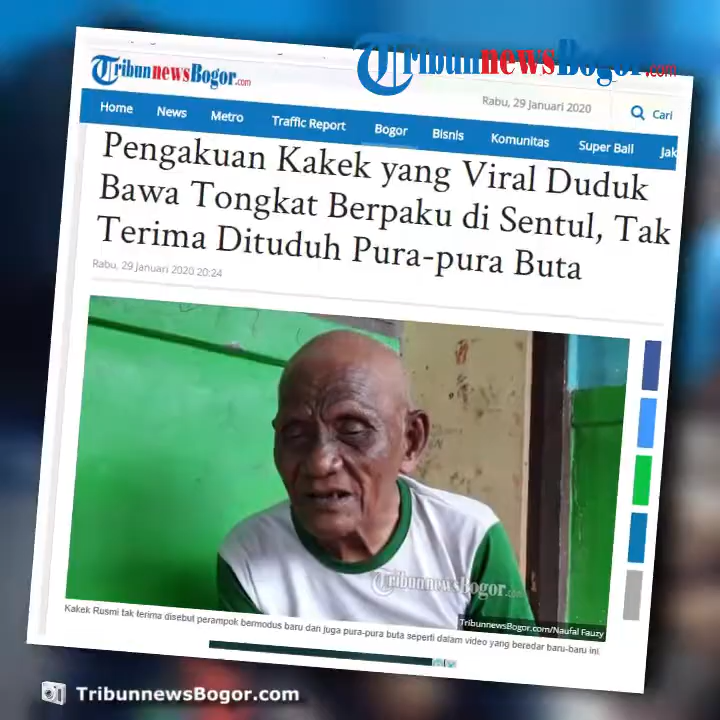 TribunnewsBogor.com
TribunnewsBogor.com
Rabu, 29 Januari 2020
Cari
Home News Metro Traffic Report Bogor Bisnis Komunitas Super Ball Jak
Pengakuan Kakek yang Viral Duduk
Bawa Tongkat Berpaku di Sentul, Tak
Terima Dituduh Pura-pura Buta
Rabu, 29 Januari 2020 20:24
TribunnewsBogor.com
TribunnewsBogor.com/Naufal Fauzy
Kakek Rusmi tak terima disebut perampok bermodus baru dan juga pura-pura buta seperti dalam video yang beredar baru-baru ini.
TribunnewsBogor.com